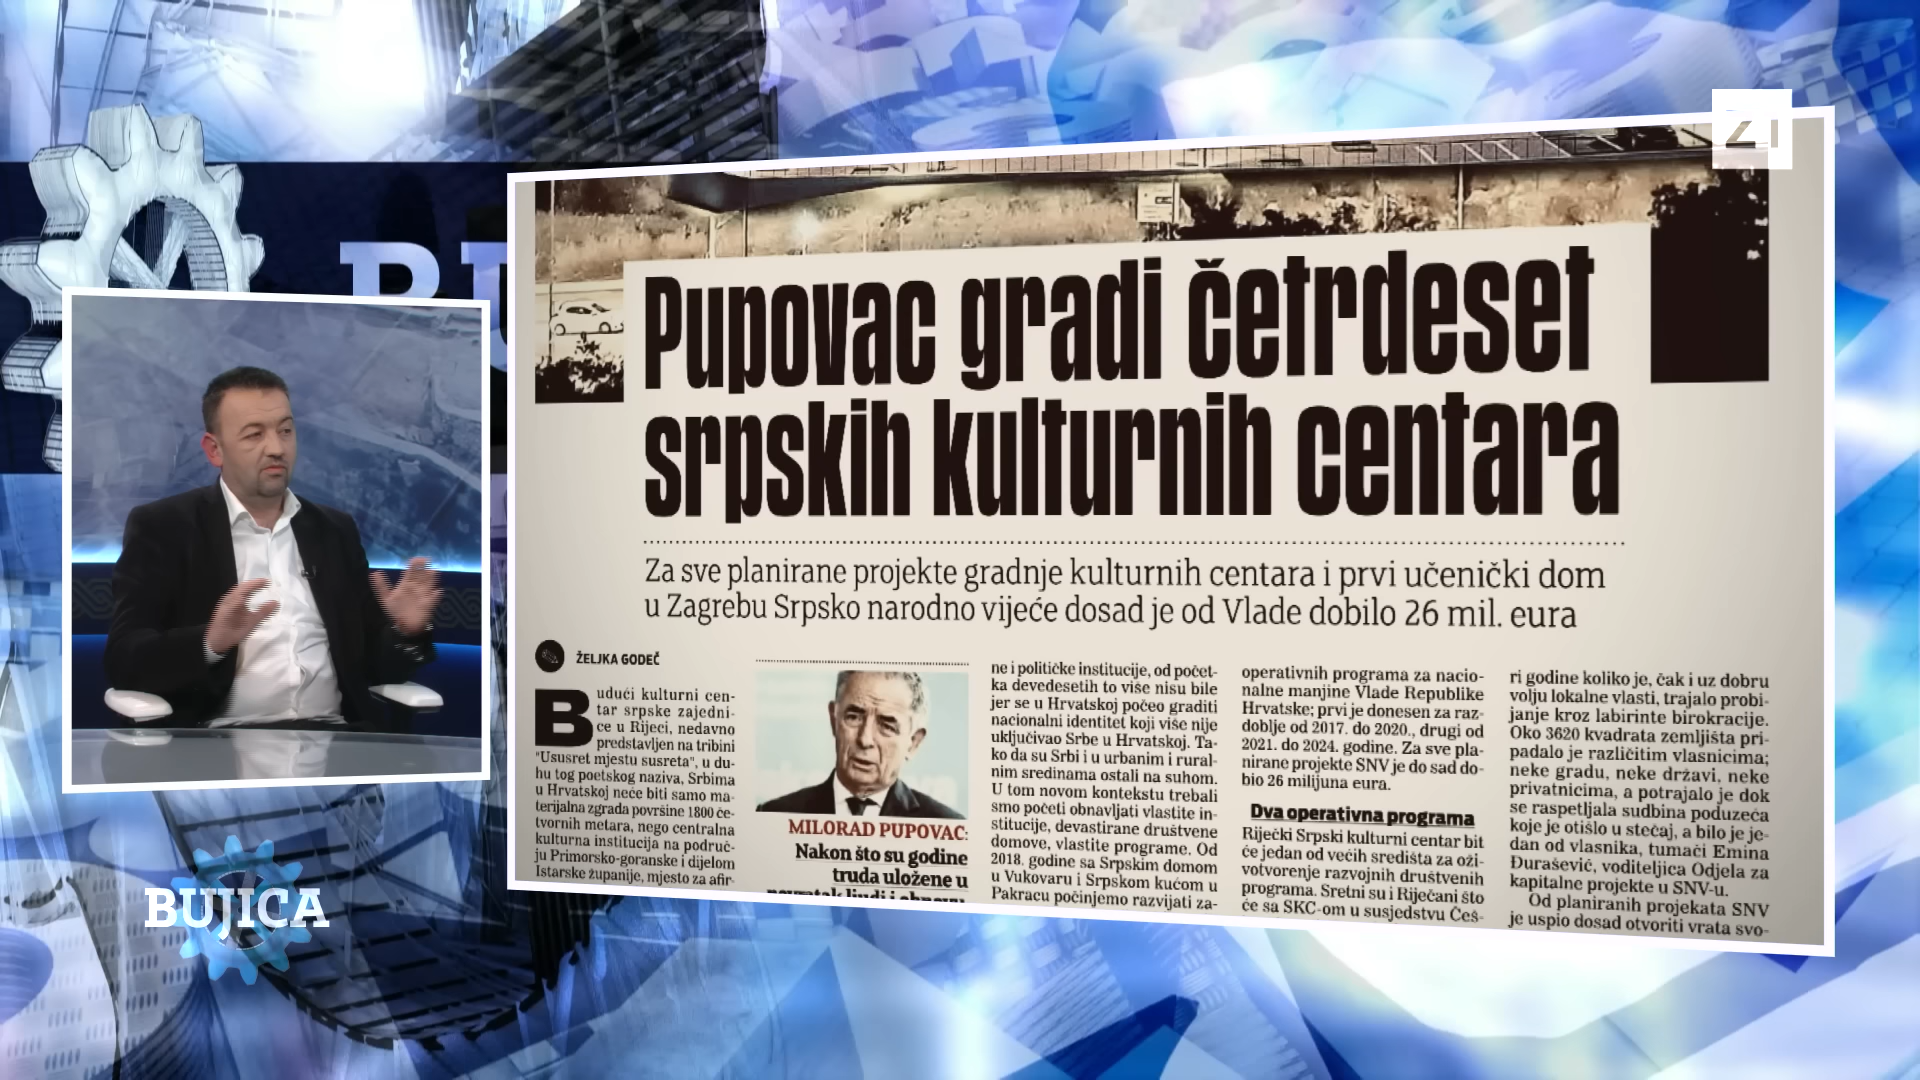 Z1
BU
Pupovac gradi četrdeset
srpskih kulturnih centara
Za sve planirane projekte gradnje kulturnih centara i prvi učenički dom
u Zagrebu Srpsko narodno vijeće dosad je od Vlade dobilo 26 mil. eura
ŽELJKA GODEČ
Budući kulturni cen-
tar srpske zajedni-
ce u Rijeci, nedavno
predstavljen na tribini
"Ususret mjestu susreta", u du-
hu tog poetskog naziva, Srbima
u Hrvatskoj neće biti samo ma-
terijalna zgrada površine 1800 če-
tvornih metara, nego centralna
kulturna institucija na područ-
ju Primorsko-goranske i dijelom
Istarske županije, mjesto za afir-
MILORAD PUPOVAC:
Nakon što su godine
truda uložene u
povratak ljudi i obnovu
ne i političke institucije, od počet-
ka devedesetih to više nisu bile
jer se u Hrvatskoj počeo graditi
nacionalni identitet koji više nije
uključivao Srbe u Hrvatskoj. Ta-
ko da su Srbi i u urbanim i rural-
nim sredinama ostali na suhom.
U tom novom kontekstu trebali
smo početi obnavljati vlastite in-
stitucije, devastirane društvene
domove, vlastite programe. Od
2018. godine sa Srpskim domom
u Vukovaru i Srpskom kućom u
Pakracu počinjemo razvijati za-
operativnih programa za nacio-
nalne manjine Vlade Republike
Hrvatske; prvi je donesen za raz-
doblje od 2017. do 2020., drugi od
2021. do 2024. godine. Za sve pla-
nirane projekte SNV je do sad do-
bio 26 milijuna eura.
Dva operativna programa
Riječki Srpski kulturni centar bit
će jedan od većih središta za oži-
votvorenje razvojnih društvenih
programa. Sretni su i Riječani što
će sa SKC-om u susjedstvu Češ-
ri godine koliko je, čak i uz dobru
volju lokalne vlasti, trajalo probi-
janje kroz labirinte birokracije.
Oko 3620 kvadrata zemljišta pri-
padalo je različitim vlasnicima;
neke gradu, neke državi, neke
privatnicima, a potrajalo je dok
se raspetljala sudbina poduzeća
koje je otišlo u stečaj, a bilo je je-
dan od vlasnika, tumači Emina
Đurašević, voditeljica Odjela za
kapitalne projekte u SNV-u.
Od planiranih projekata SNV
je uspio dosad otvoriti vrata svo-
BUJICA